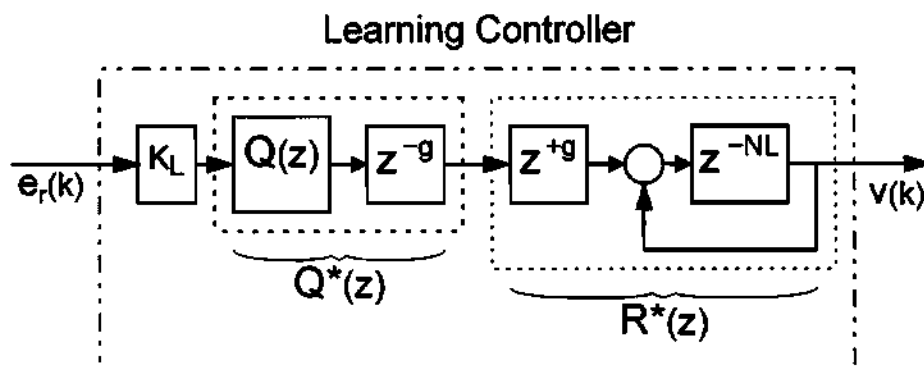 Learning Controller
e_r(k)
K_L
Q(z)
z^{-g}
z^{+g}
z^{-NL}
v(k)
Q*(z)
R*(z)